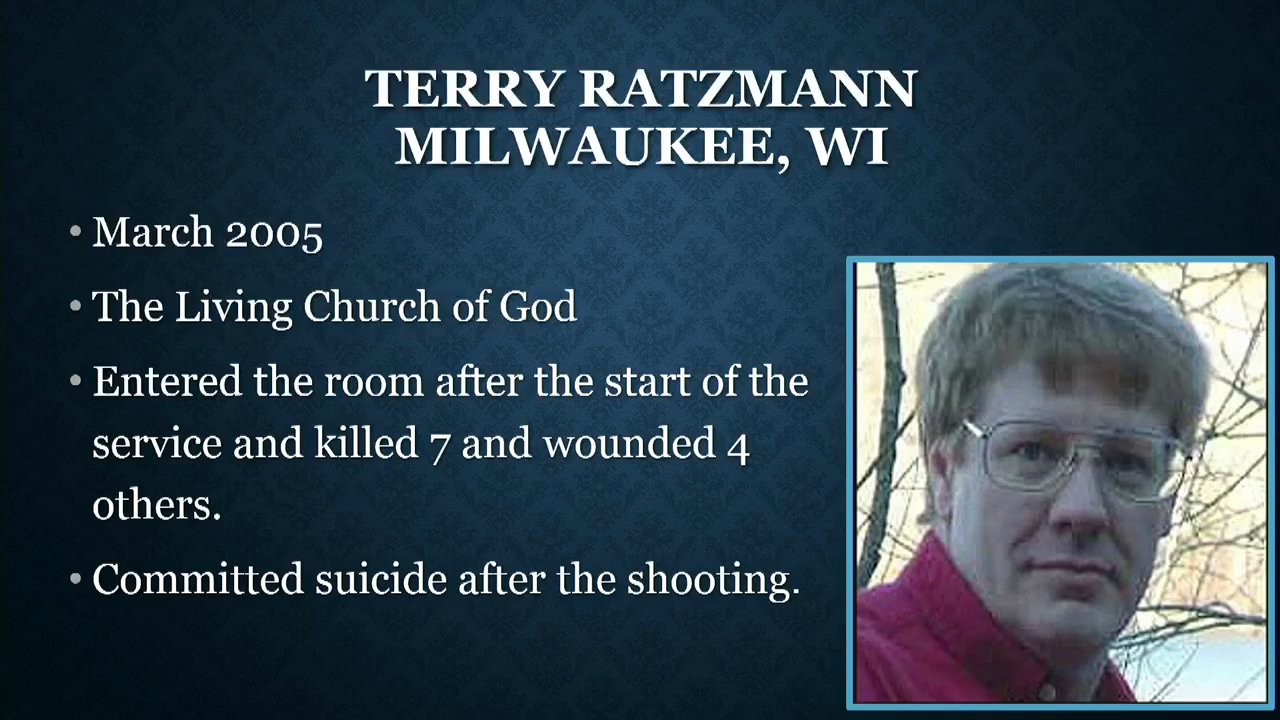 TERRY RATZMANN
MILWAUKEE, WI
• March 2005
• The Living Church of God
• Entered the room after the start of the
service and killed 7 and wounded 4
others.
• Committed suicide after the shooting.